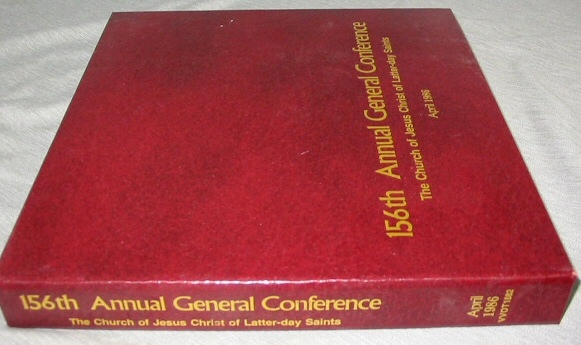 156th Annual General Conference
The Church of Jesus Christ of Latter-day Saints
April 1986
156th Annual General Conference
The Church of Jesus Christ of Latter-day Saints
April
1986
VVOT1882